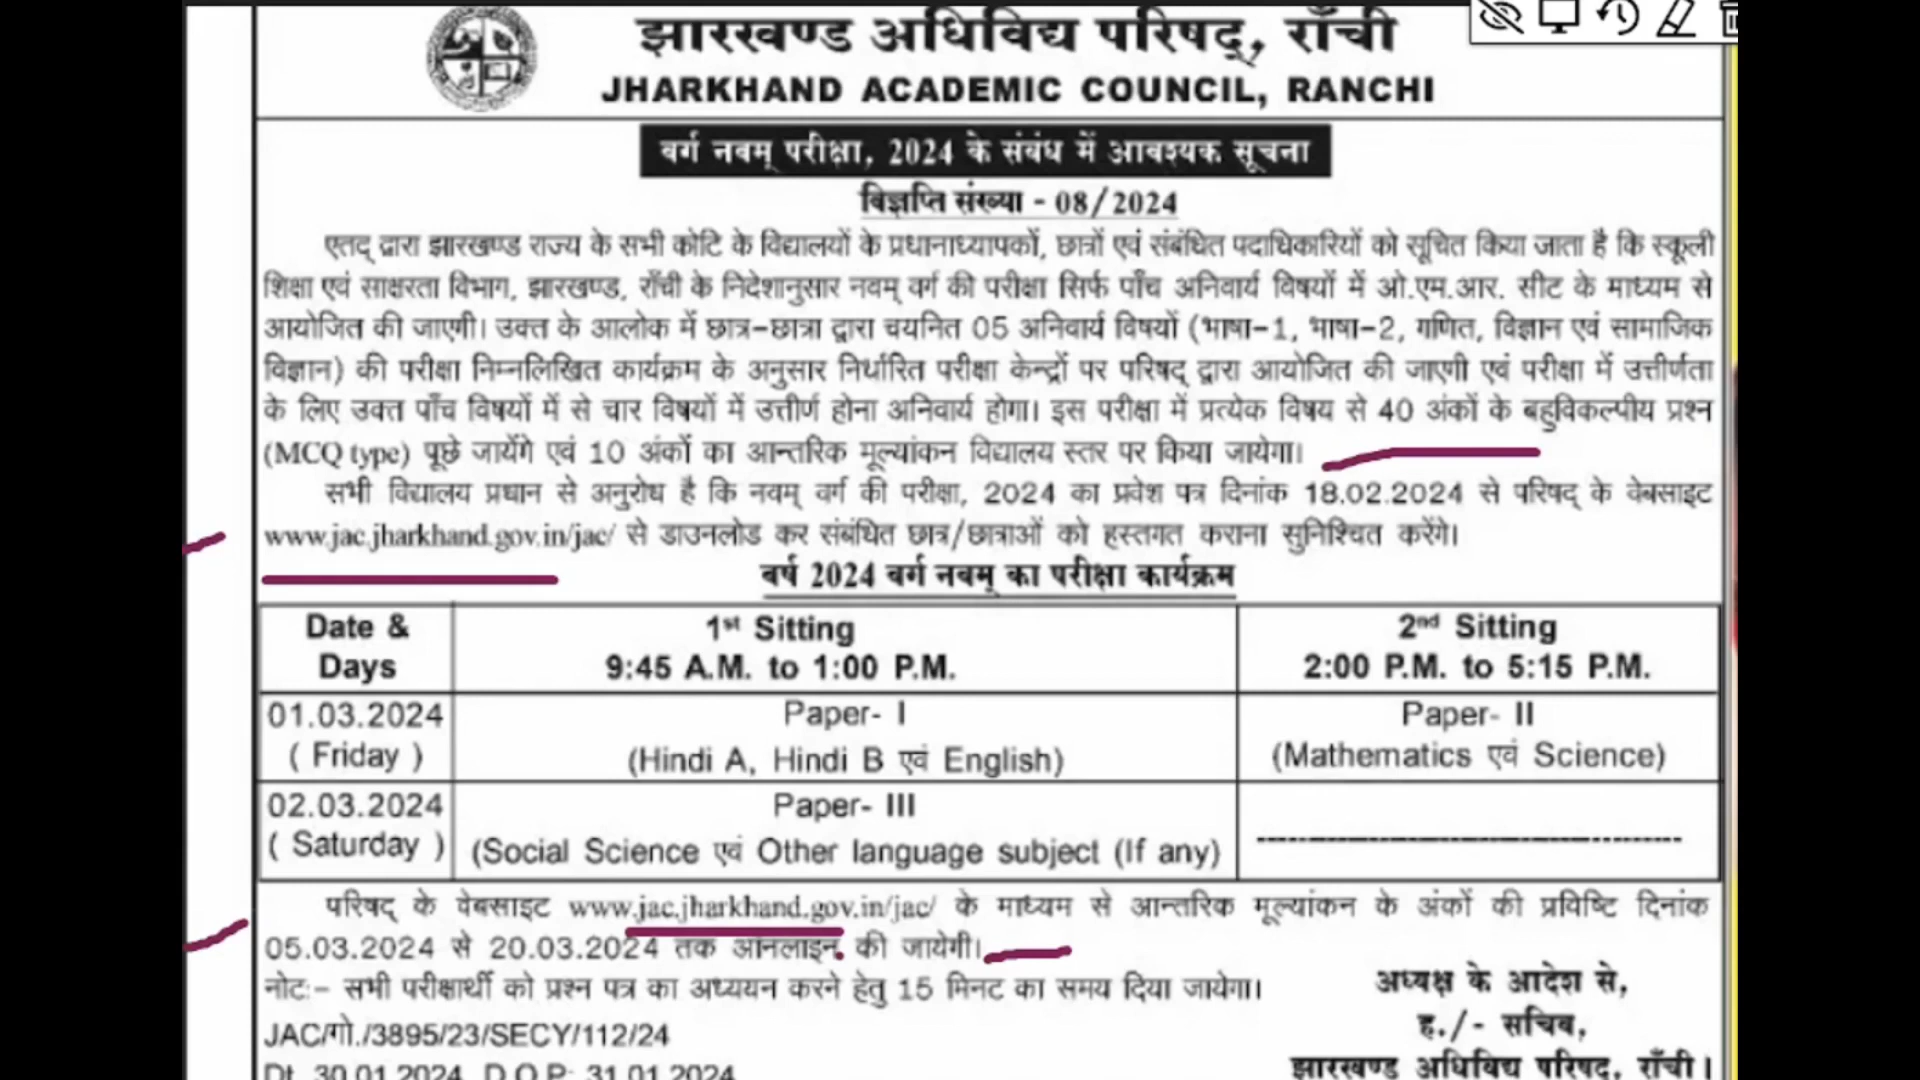 झारखण्ड अधिविद्य परिषद्, राँची
JHARKHAND ACADEMIC COUNCIL, RANCHI
वर्ग नवम् परीक्षा, 2024 के संबंध में आवश्यक सूचना
विज्ञप्ति संख्या - 08/2024
एतद् द्वारा झारखण्ड राज्य के सभी कोटि के विद्यालयों के प्रधानाध्यापकों, छात्रों एवं संबंधित पदाधिकारियों को सूचित किया जाता है कि स्कूली
शिक्षा एवं साक्षरता विभाग, झारखण्ड, राँची के निदेशानुसार नवम् वर्ग की परीक्षा सिर्फ पाँच अनिवार्य विषयों में ओ.एम.आर. सीट के माध्यम से
आयोजित की जाएगी। उक्त के आलोक में छात्र-छात्रा द्वारा चयनित 05 अनिवार्य विषयों (भाषा-1, भाषा-2, गणित, विज्ञान एवं सामाजिक
विज्ञान) की परीक्षा निम्नलिखित कार्यक्रम के अनुसार निर्धारित परीक्षा केन्द्रों पर परिषद् द्वारा आयोजित की जाएगी एवं परीक्षा में उत्तीर्णता
के लिए उक्त पाँच विषयों में से चार विषयों में उत्तीर्ण होना अनिवार्य होगा। इस परीक्षा में प्रत्येक विषय से 40 अंकों के बहुविकल्पीय प्रश्न
(MCQ type) पूछे जायेंगे एवं 10 अंकों का आन्तरिक मूल्यांकन विद्यालय स्तर पर किया जायेगा।
सभी विद्यालय प्रधान से अनुरोध है कि नवम् वर्ग की परीक्षा, 2024 का प्रवेश पत्र दिनांक 18.02.2024 से परिषद् के वेबसाइट
www.jac.jharkhand.gov.in/jac/ से डाउनलोड कर संबंधित छात्र/छात्राओं को हस्तगत कराना सुनिश्चित करेंगे।
वर्ष 2024 वर्ग नवम् का परीक्षा कार्यक्रम
Date & Days
1st Sitting
9:45 A.M. to 1:00 P.M.
2nd Sitting
2:00 P.M. to 5:15 P.M.
01.03.2024
( Friday )
Paper- I
(Hindi A, Hindi B एवं English)
Paper- II
(Mathematics एवं Science)
02.03.2024
( Saturday )
Paper- III
(Social Science एवं Other language subject (If any)
परिषद् के वेबसाइट www.jac.jharkhand.gov.in/jac/ के माध्यम से आन्तरिक मूल्यांकन के अंकों की प्रविष्टि दिनांक
05.03.2024 से 20.03.2024 तक ऑनलाइन की जायेगी।
नोट:- सभी परीक्षार्थी को प्रश्न पत्र का अध्ययन करने हेतु 15 मिनट का समय दिया जायेगा।
अध्यक्ष के आदेश से,
ह./- सचिव,
झारखण्ड अधिविद्य परिषद, राँची।
JAC/गो./3895/23/SECY/112/24
Dt. 30.01.2024, D.O.P: 31.01.2024